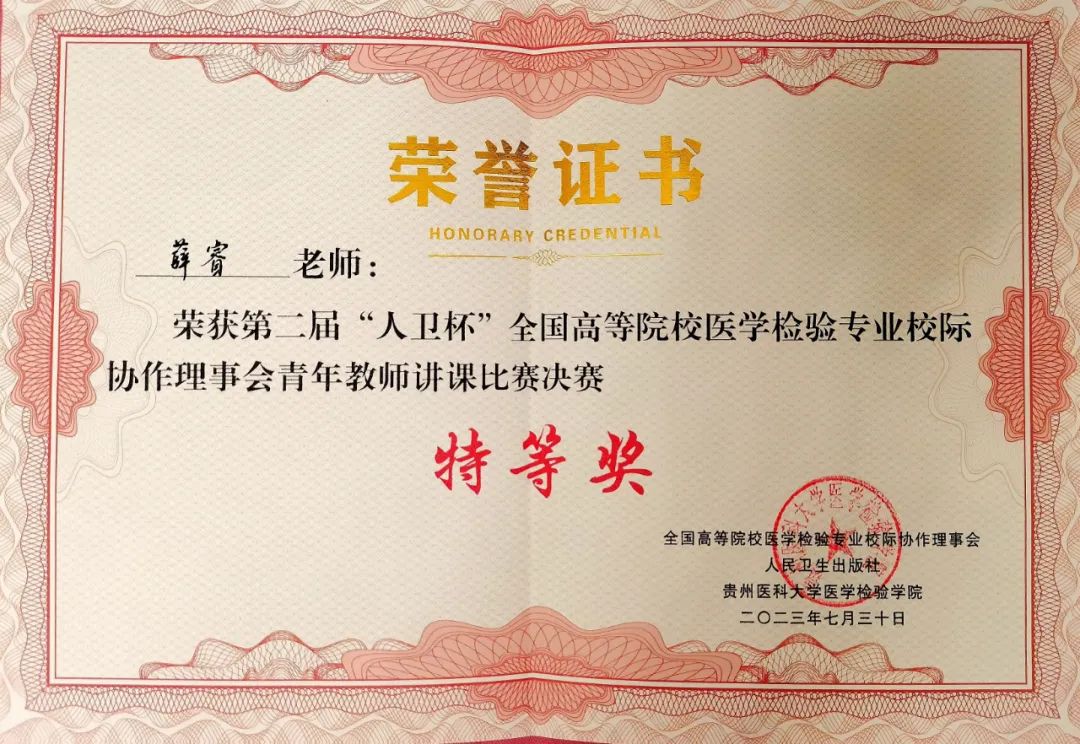 荣誉证书
HONORARY CREDENTIAL
薛睿 老师：
荣获第二届“人卫杯”全国高等院校医学检验专业校际
协作理事会青年教师讲课比赛决赛
特等奖
全国高等院校医学检验专业校际协作理事会
人民卫生出版社
贵州医科大学医学检验学院
二〇二三年七月三十日